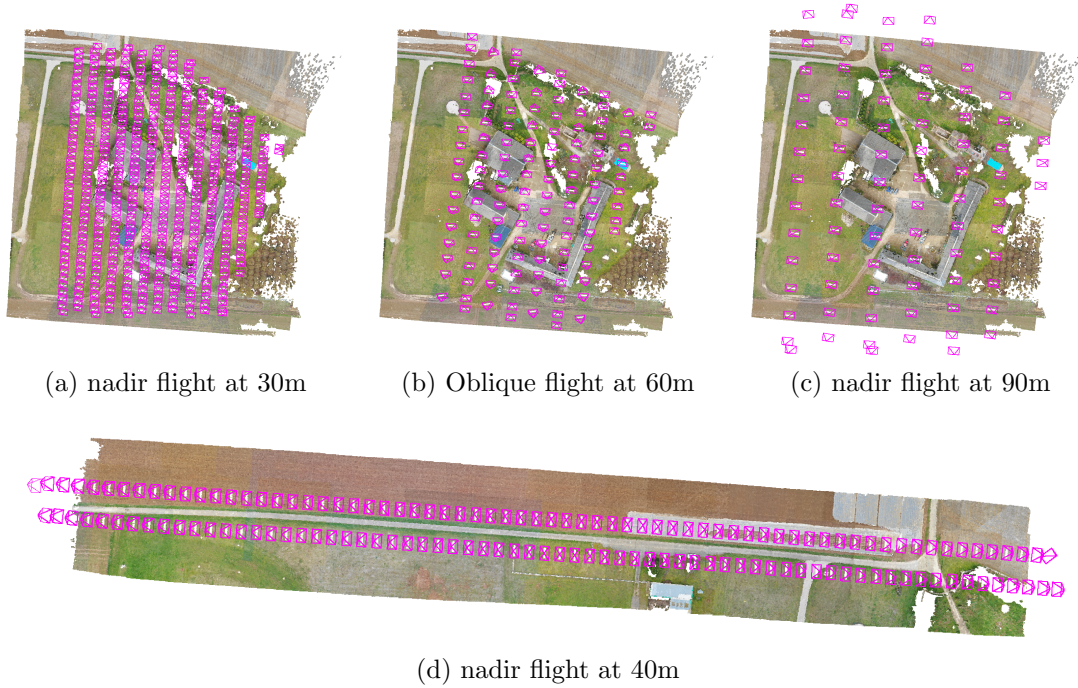 (a) nadir flight at 30m
(b) Oblique flight at 60m
(c) nadir flight at 90m
(d) nadir flight at 40m